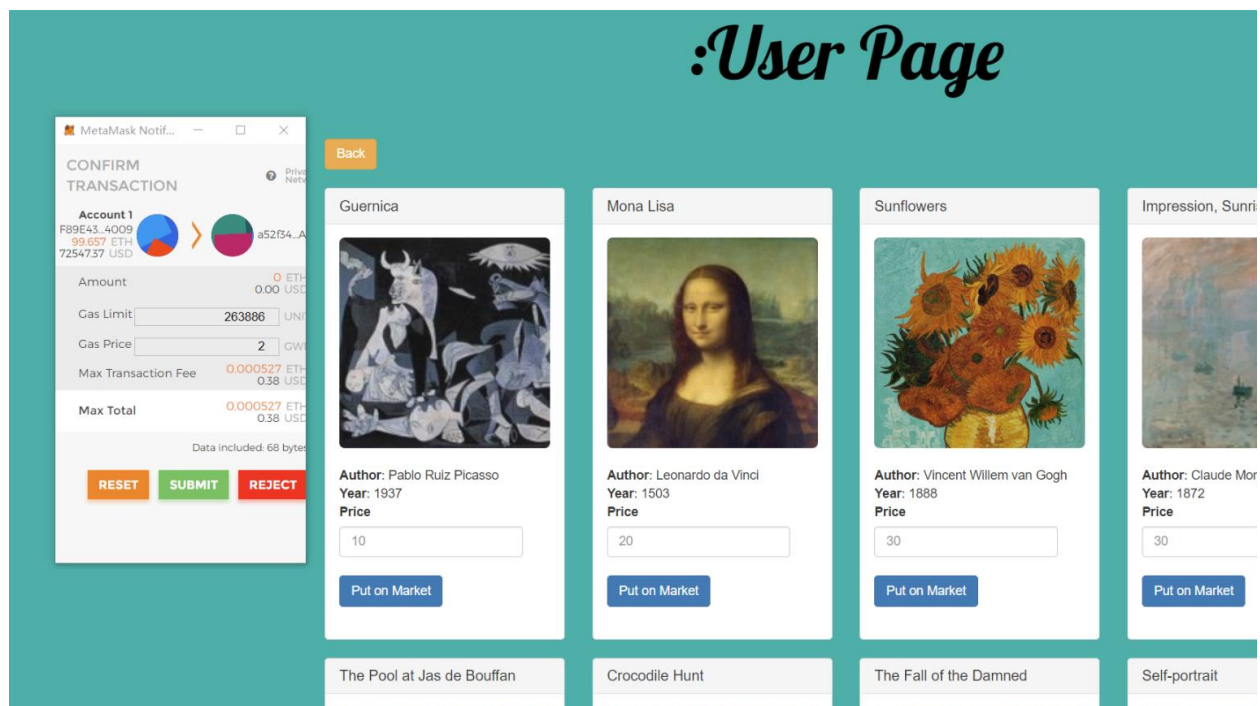 :User Page
MetaMask Notif...
CONFIRM
TRANSACTION
Account 1
F89E43...4009
99.657 ETH
72547.37 USD
a52f34...A
Amount
0 ETH
0.00 USD
Gas Limit
263886 UNI
Gas Price
2 GWI
Max Transaction Fee
0.000527 ETH
0.38 USD
Max Total
0.000527 ETH
0.38 USD
Data included: 68 bytes
RESET
SUBMIT
REJECT
Back
Guernica
Author: Pablo Ruiz Picasso
Year: 1937
Price
10
Put on Market
Mona Lisa
Author: Leonardo da Vinci
Year: 1503
Price
20
Put on Market
Sunflowers
Author: Vincent Willem van Gogh
Year: 1888
Price
30
Put on Market
Impression, Sunri
Author: Claude Mo
Year: 1872
Price
30
Put on Market
The Pool at Jas de Bouffan
Crocodile Hunt
The Fall of the Damned
Self-portrait